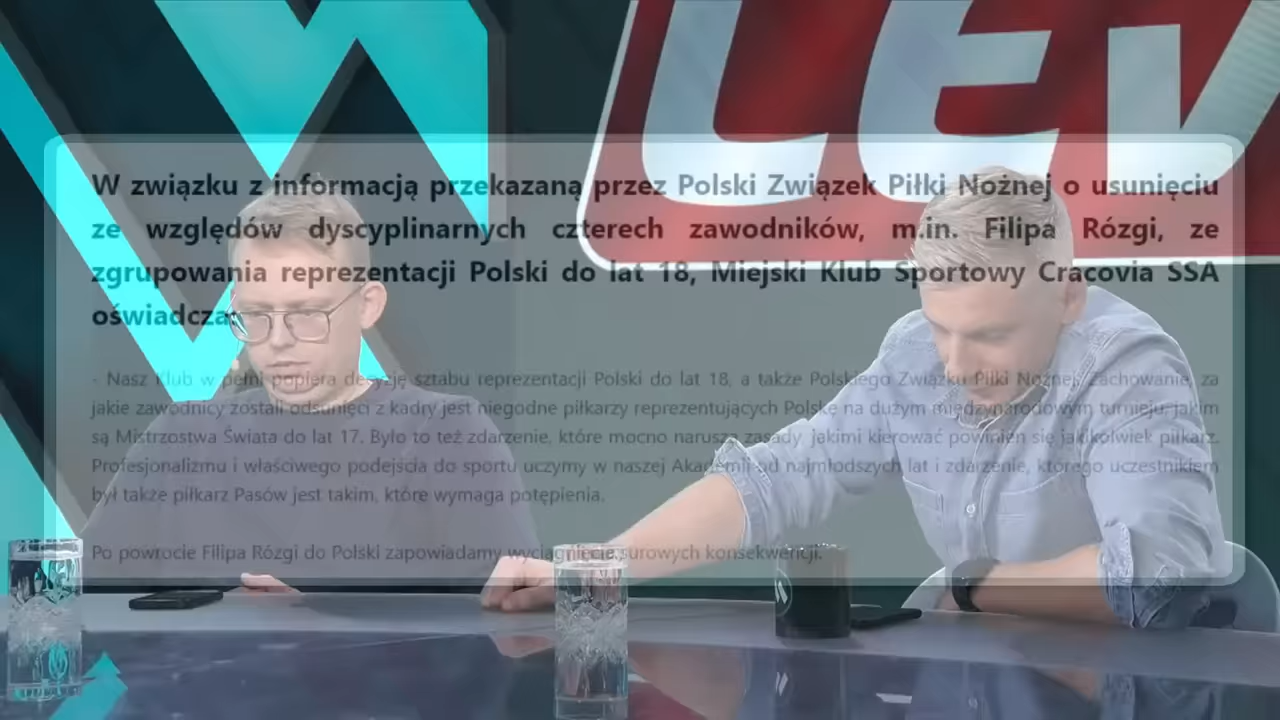 LEV
W związku z informacją przekazaną przez Polski Związek Piłki Nożnej o usunięciu
ze względów dyscyplinarnych czterech zawodników, m.in. Filipa Rózgi, ze
zgrupowania reprezentacji Polski do lat 18, Miejski Klub Sportowy Cracovia SSA
oświadcza:
- Nasz Klub w pełni popiera decyzję sztabu reprezentacji Polski do lat 18, a także Polskiego Związku Piłki Nożnej. Zachowanie, za
jakie zawodnicy zostali odsunięci z kadry jest niegodne piłkarzy reprezentujących Polskę na dużym międzynarodowym turnieju, jakim
są Mistrzostwa Świata do lat 17. Było to też zdarzenie, które mocno narusza zasady, jakimi kierować powinien się jakikolwiek piłkarz.
Profesjonalizmu i właściwego podejścia do sportu uczymy w naszej Akademii od najmłodszych lat i zdarzenie, którego uczestnikiem
był także piłkarz Pasów jest takim, które wymaga potępienia.
Po powrocie Filipa Rózgi do Polski zapowiadamy wyciągnięcie surowych konsekwencji.